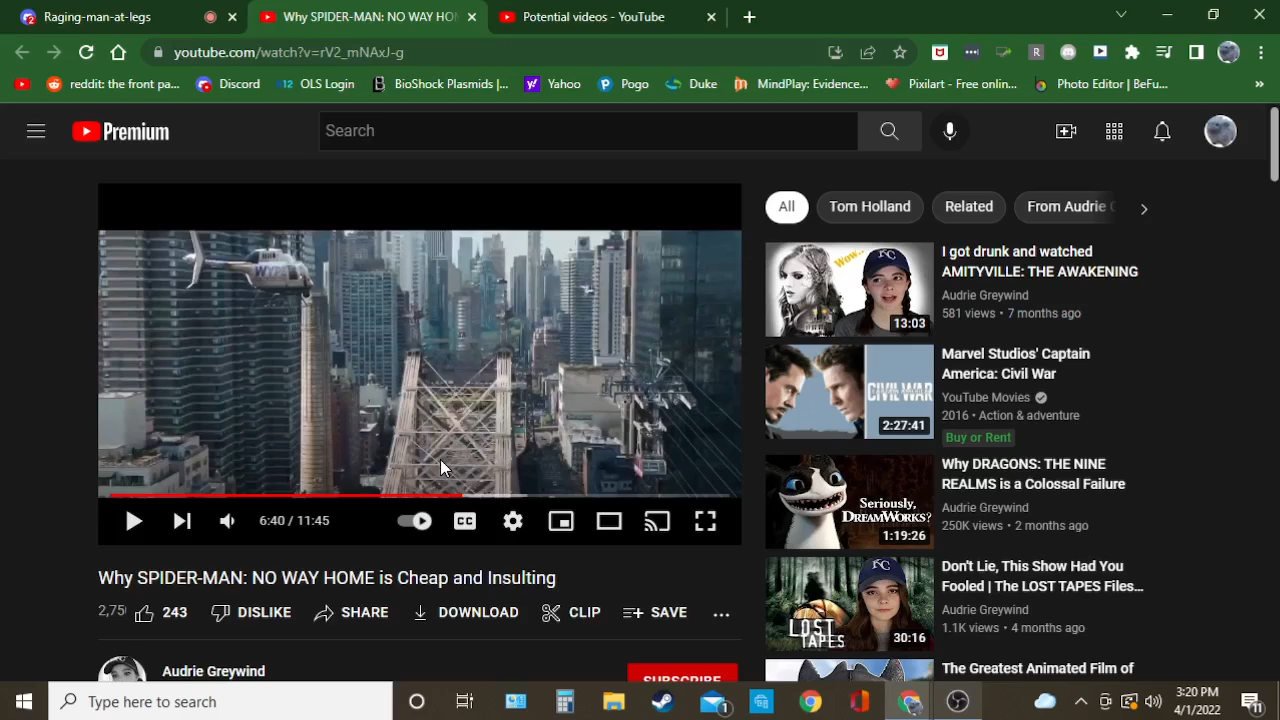 Raging-man-at-legs
Why SPIDER-MAN: NO WAY HOM
Potential videos - YouTube
youtube.com/watch?v=rV2_mNAxJ-g
reddit: the front pa...
Discord
OLS Login
BioShock Plasmids |...
Yahoo
Pogo
Duke
MindPlay: Evidence...
Pixilart - Free onlin...
Photo Editor | BeFu...
Premium
Search
All
Tom Holland
Related
From Audrie G
6:40 / 11:45
CC
Why SPIDER-MAN: NO WAY HOME is Cheap and Insulting
2,75
243
DISLIKE
SHARE
DOWNLOAD
CLIP
SAVE
Audrie Greywind
SUBSCRIBE
Wow...
KC
13:03
I got drunk and watched
AMITYVILLE: THE AWAKENING
Audrie Greywind
581 views • 7 months ago
CIVIL WAR
2:27:41
Marvel Studios' Captain
America: Civil War
YouTube Movies
2016 • Action & adventure
Buy or Rent
Seriously,
DREAMWORKS?
1:19:26
Why DRAGONS: THE NINE
REALMS is a Colossal Failure
Audrie Greywind
250K views • 2 months ago
LOST
TAPES
30:16
Don't Lie, This Show Had You
Fooled | The LOST TAPES Files...
Audrie Greywind
1.1K views • 4 months ago
The Greatest Animated Film of
Type here to search
1
3:20 PM
4/1/2022
11